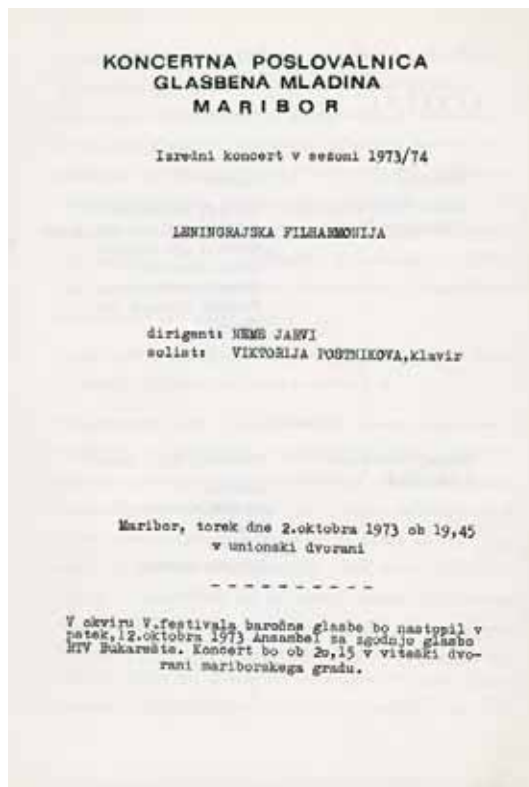 KONCERTNA POSLOVALNICA
GLASBENA MLADINA
MARIBOR
Izredni koncert v sezoni 1973/74
LENINGRAJSKA FILHARMONIJA
dirigent: NEME JARVI
solist: VIKTORIJA POSTNIKOVA,klavir
Maribor, torek dne 2.oktobra 1973 ob 19,45
v unionski dvorani
- - - - - - - - - -
V okviru V.festivala baročne glasbe bo nastopil v
petek,12.oktobra 1973 Ansambel za zgodnjo glasbo
RTV Bukarešta. Koncert bo ob 20,15 v viteški dvo-
rani mariborskega gradu.